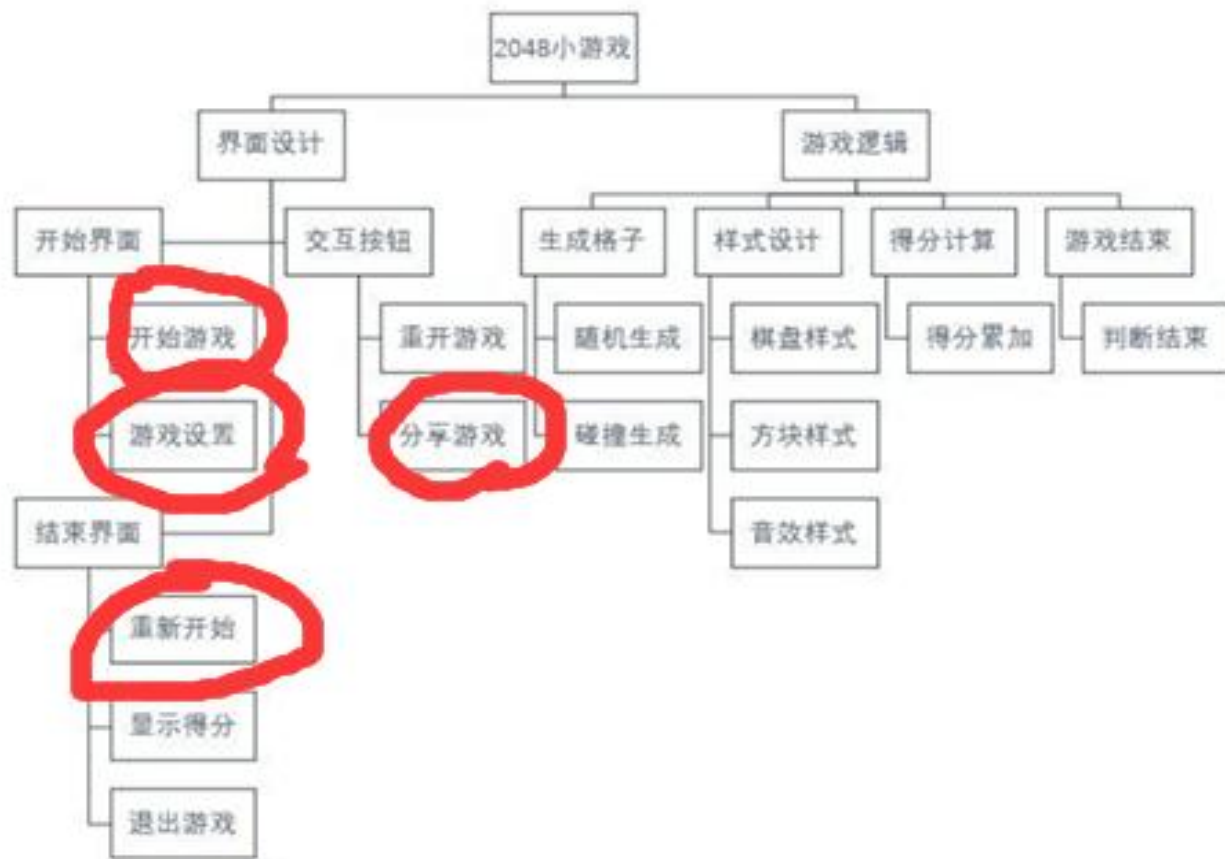 2048小游戏
界面设计
游戏逻辑
开始界面
交互按钮
生成格子
样式设计
得分计算
游戏结束
开始游戏
重开游戏
随机生成
棋盘样式
得分累加
判断结束
游戏设置
分享游戏
碰撞生成
方块样式
结束界面
音效样式
重新开始
显示得分
退出游戏